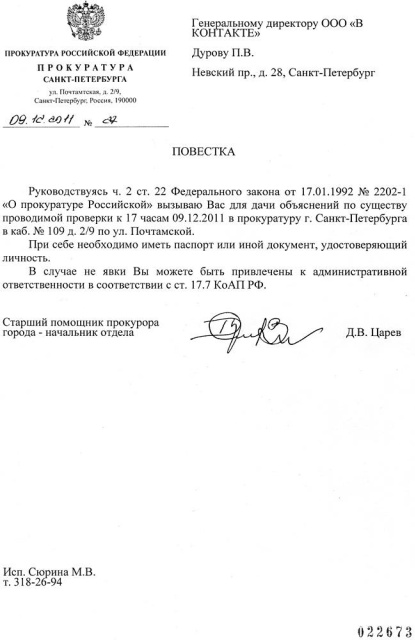 ПРОКУРАТУРА РОССИЙСКОЙ ФЕДЕРАЦИИ
ПРОКУРАТУРА
САНКТ-ПЕТЕРБУРГА
ул. Почтамтская, д. 2/9,
Санкт-Петербург, Россия, 190000
09.12 2011 №
Генеральному директору ООО «В
КОНТАКТЕ»
Дурову П.В.
Невский пр., д. 28, Санкт-Петербург
ПОВЕСТКА
Руководствуясь ч. 2 ст. 22 Федерального закона от 17.01.1992 № 2202-1
«О прокуратуре Российской» вызываю Вас для дачи объяснений по существу
проводимой проверки к 17 часам 09.12.2011 в прокуратуру г. Санкт-Петербурга
в каб. № 109 д. 2/9 по ул. Почтамской.
При себе необходимо иметь паспорт или иной документ, удостоверяющий
личность.
В случае не явки Вы можете быть привлечены к административной
ответственности в соответствии с ст. 17.7 КоАП РФ.
Старший помощник прокурора
города - начальник отдела
Д.В. Царев
Исп. Сюрина М.В.
т. 318-26-94
022673